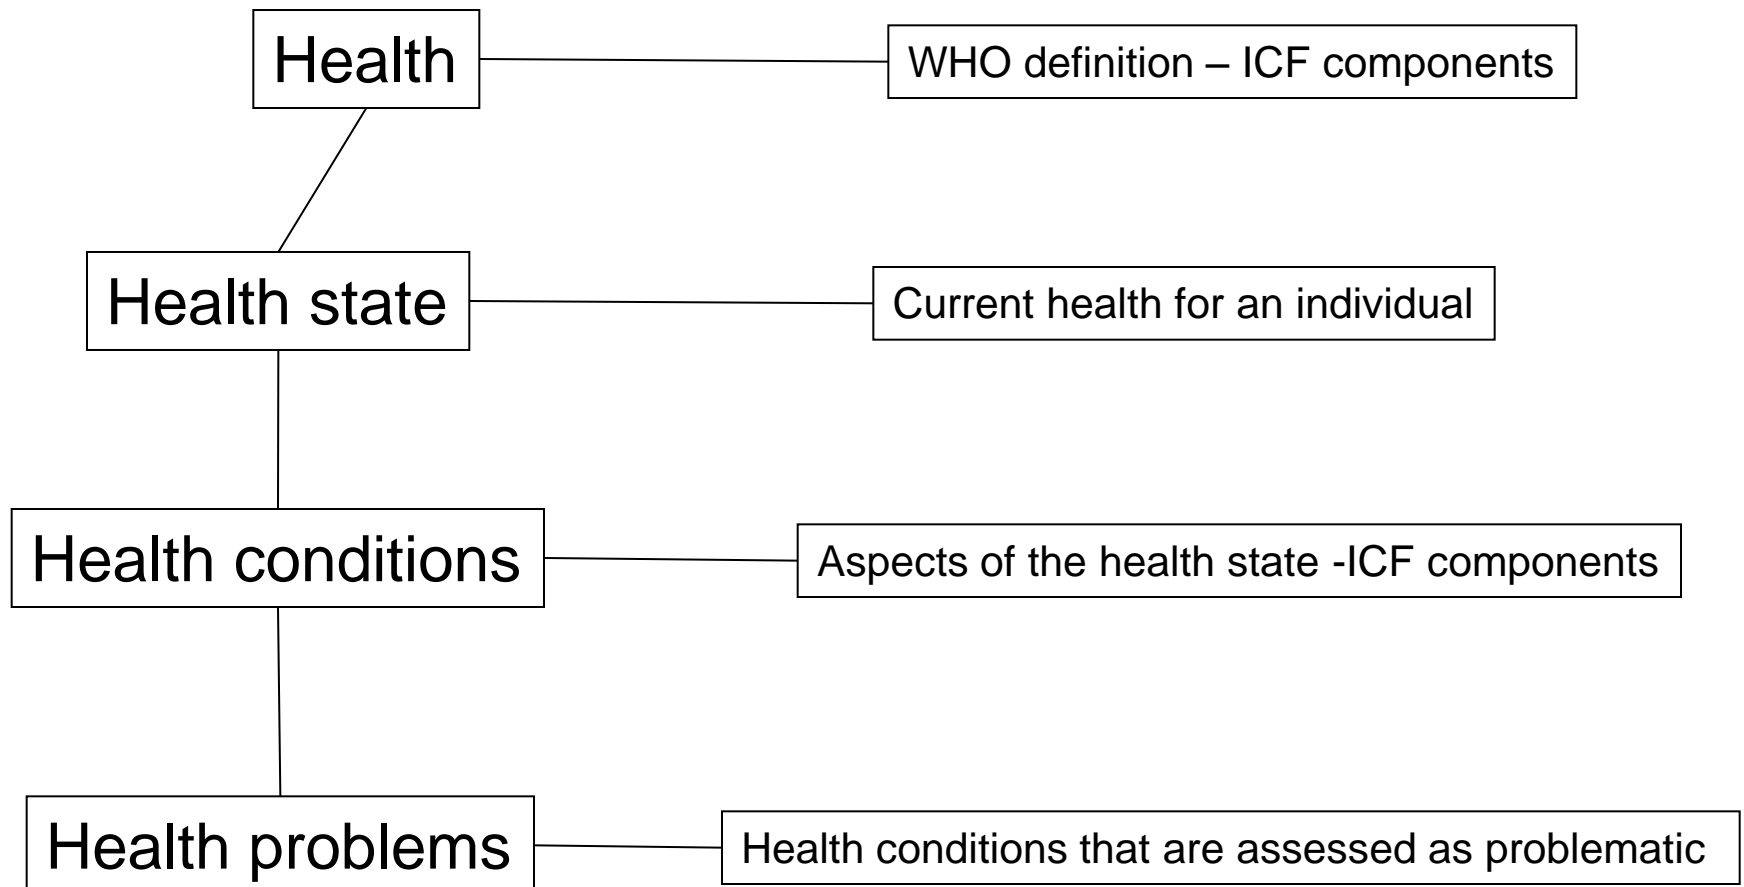 Health
WHO definition – ICF components
Health state
Current health for an individual
Health conditions
Aspects of the health state -ICF components
Health problems
Health conditions that are assessed as problematic